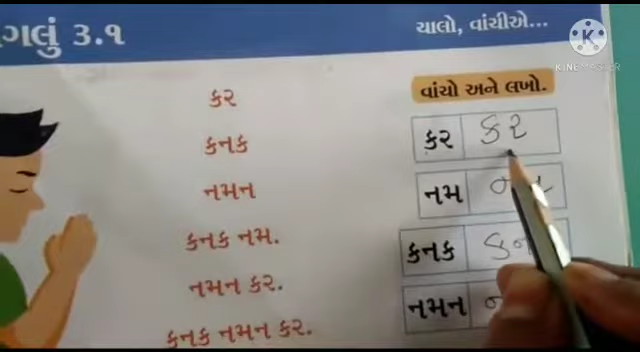 ગલું 3.૧
ચાલો, વાંચીએ...
KINEMASTER
કર
કનક
નમન
કનક નમ.
નમન કર.
કનક નમન કર.
વાંચો અને લખો.
કર કર
નમ
કનક
નમન